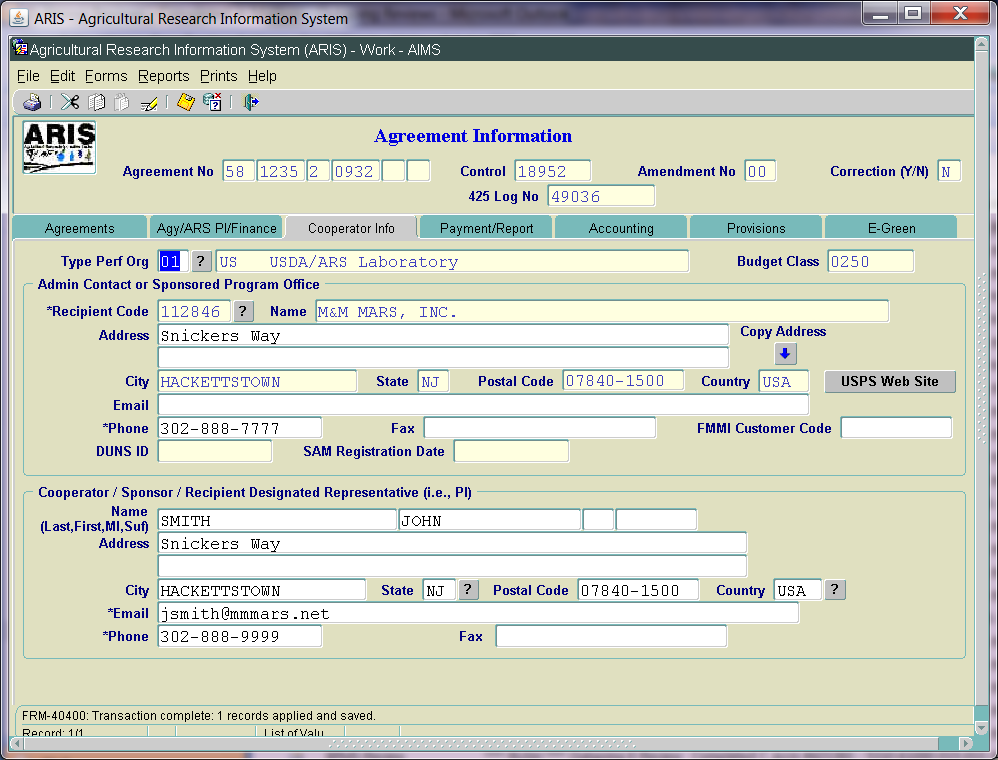 ARIS - Agricultural Research Information System
Agricultural Research Information System (ARIS) - Work - AIMS
File Edit Forms Reports Prints Help
ARIS
Agreement Information
Agreement No 58 1235 2 0932 Control 18952 Amendment No 00 Correction (Y/N) N
425 Log No 49036
Agreements Agy/ARS PI/Finance Cooperator Info Payment/Report Accounting Provisions E-Green
Type Perf Org 01 ? US USDA/ARS Laboratory Budget Class 0250
Admin Contact or Sponsored Program Office
*Recipient Code 112846 ? Name M&M MARS, INC.
Address Snickers Way Copy Address
City HACKETTSTOWN State NJ Postal Code 07840-1500 Country USA USPS Web Site
Email
*Phone 302-888-7777 Fax FMMI Customer Code
DUNS ID SAM Registration Date
Cooperator / Sponsor / Recipient Designated Representative (i.e., PI)
Name
(Last,First,MI,Suf) SMITH JOHN
Address Snickers Way
City HACKETTSTOWN State NJ ? Postal Code 07840-1500 Country USA ?
*Email jsmith@mmmars.net
*Phone 302-888-9999 Fax
FRM-40400: Transaction complete: 1 records applied and saved.
Record: 1/1 List of Valu